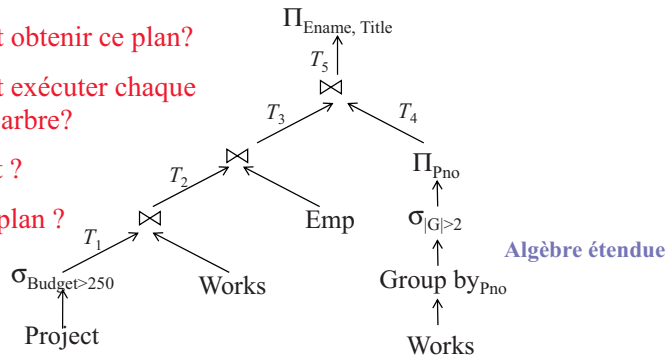 Π Ename, Title
t obtenir ce plan?
T5
⋈
t exécuter chaque
arbre?
T3
T4
⋈
Π Pno
t ?
T2
plan ?
⋈
Emp
σ |G|>2
T1
Algèbre étendue
σ Budget>250
Works
Group by Pno
Project
Works